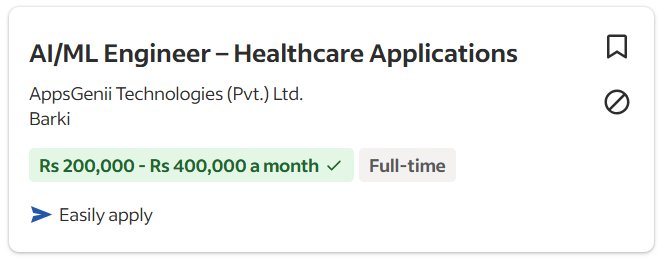 AI/ML Engineer – Healthcare Applications
AppsGenii Technologies (Pvt.) Ltd.
Barki
Rs 200,000 - Rs 400,000 a month Full-time
Easily apply